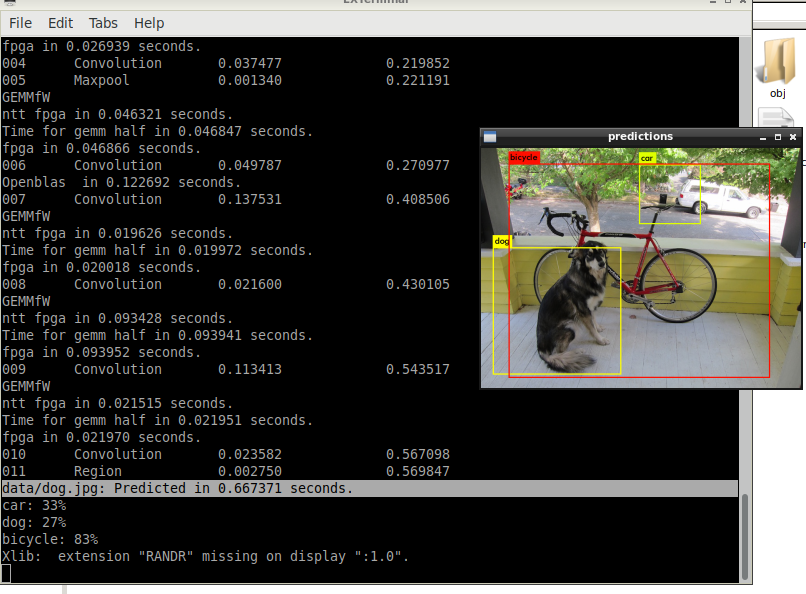 File Edit Tabs Help
fpga in 0.026939 seconds.
004 Convolution 0.037477 0.219852
005 Maxpool 0.001340 0.221191
GEMMfW
ntt fpga in 0.046321 seconds.
Time for gemm half in 0.046847 seconds.
fpga in 0.046866 seconds.
006 Convolution 0.049787 0.270977
Openblas in 0.122692 seconds.
007 Convolution 0.137531 0.408506
GEMMfW
ntt fpga in 0.019626 seconds.
Time for gemm half in 0.019972 seconds.
fpga in 0.020018 seconds.
008 Convolution 0.021600 0.430105
GEMMfW
ntt fpga in 0.093428 seconds.
Time for gemm half in 0.093941 seconds.
fpga in 0.093952 seconds.
009 Convolution 0.113413 0.543517
GEMMfW
ntt fpga in 0.021515 seconds.
Time for gemm half in 0.021951 seconds.
fpga in 0.021970 seconds.
010 Convolution 0.023582 0.567098
011 Region 0.002750 0.569847
data/dog.jpg: Predicted in 0.667371 seconds.
car: 33%
dog: 27%
bicycle: 83%
Xlib: extension "RANDR" missing on display ":1.0".
obj
predictions
bicycle
car
dog